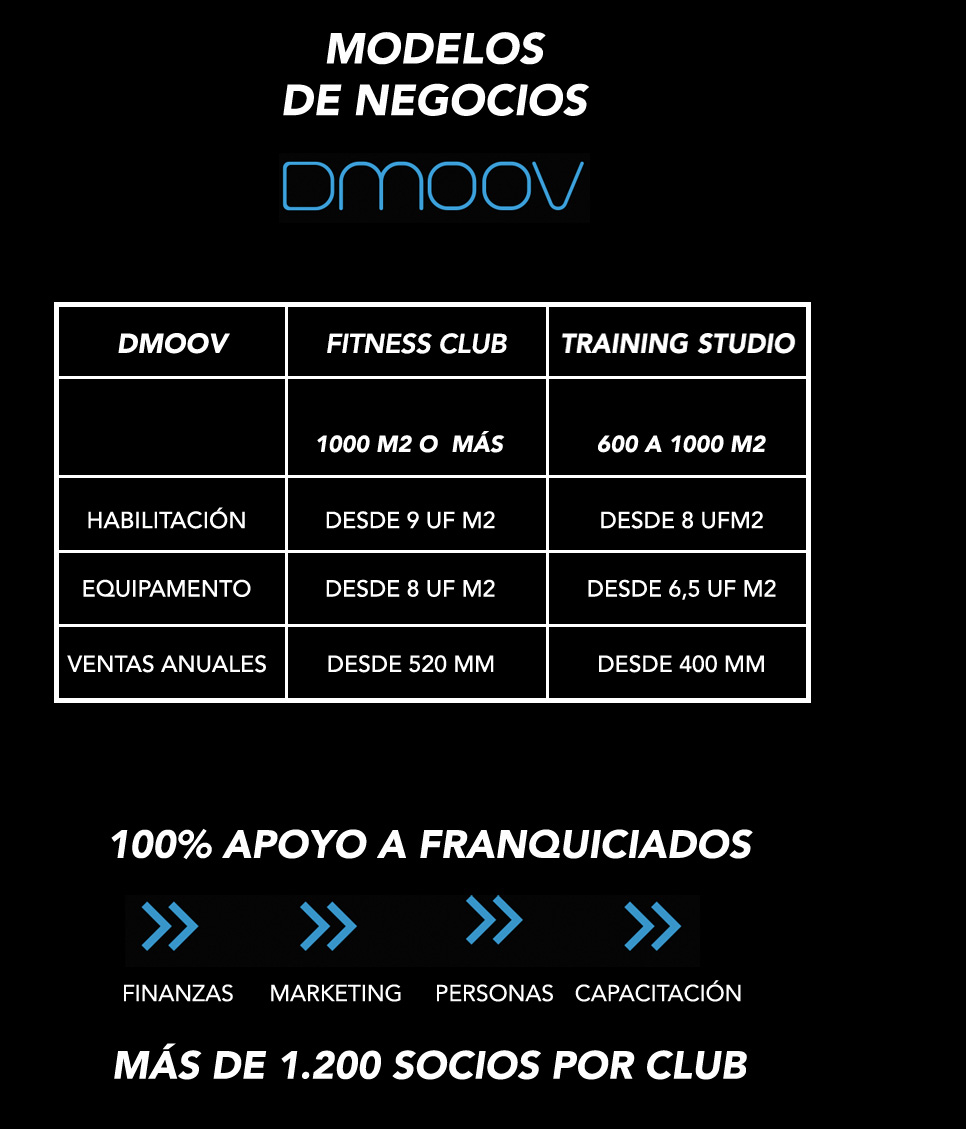 MODELOS
DE NEGOCIOS
DMOOV
DMOOV FITNESS CLUB TRAINING STUDIO
1000 M2 O MÁS 600 A 1000 M2
HABILITACIÓN DESDE 9 UF M2 DESDE 8 UFM2
EQUIPAMENTO DESDE 8 UF M2 DESDE 6,5 UF M2
VENTAS ANUALES DESDE 520 MM DESDE 400 MM
100% APOYO A FRANQUICIADOS
FINANZAS MARKETING PERSONAS CAPACITACIÓN
MÁS DE 1.200 SOCIOS POR CLUB